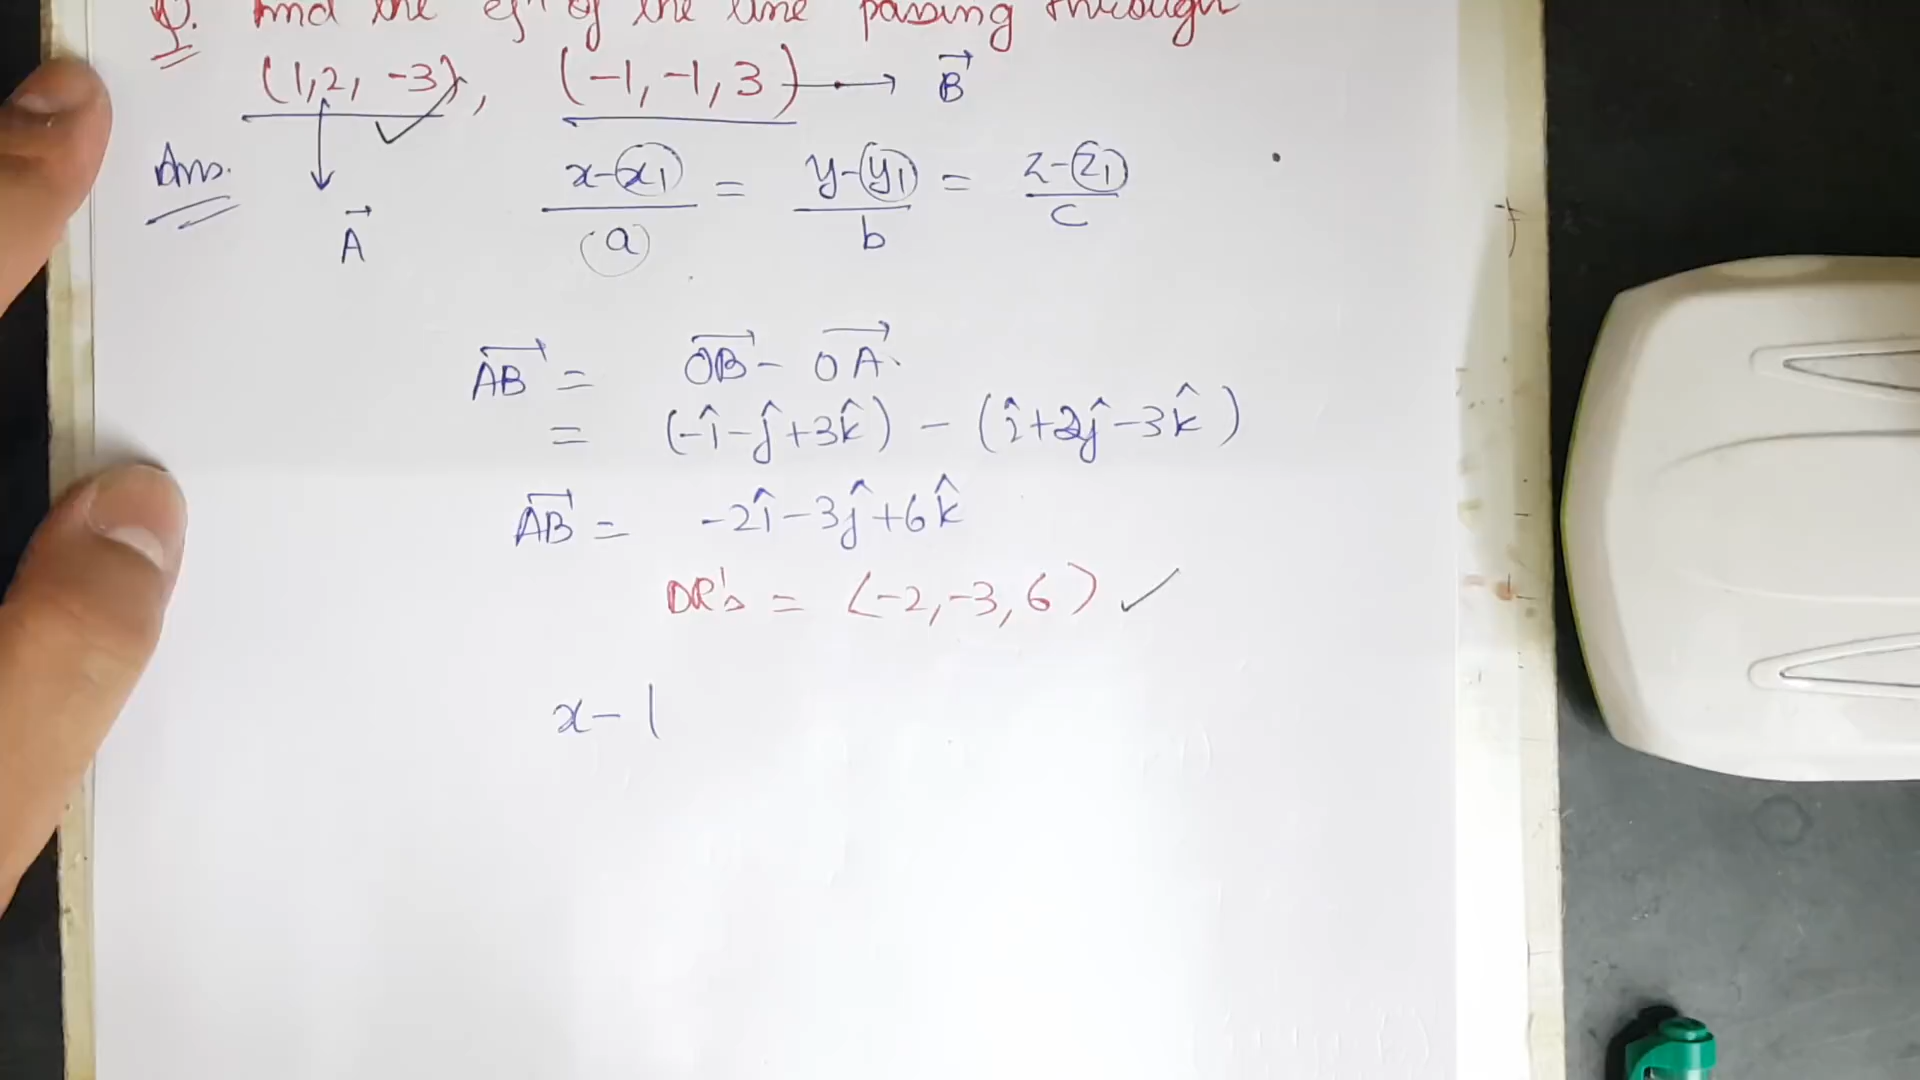 Q. Find the eqn of the line passing through
(1,2, -3), (-1,-1,3) → B⃗
Ans. A⃗ (x-x₁)/a = (y-y₁)/b = (z-z₁)/c
AB⃗ = OB⃗ - OA⃗
= (-î-ĵ+3k̂) - (î+2ĵ-3k̂)
AB⃗ = -2î-3ĵ+6k̂
DR's = <-2,-3,6> ✓
x-1